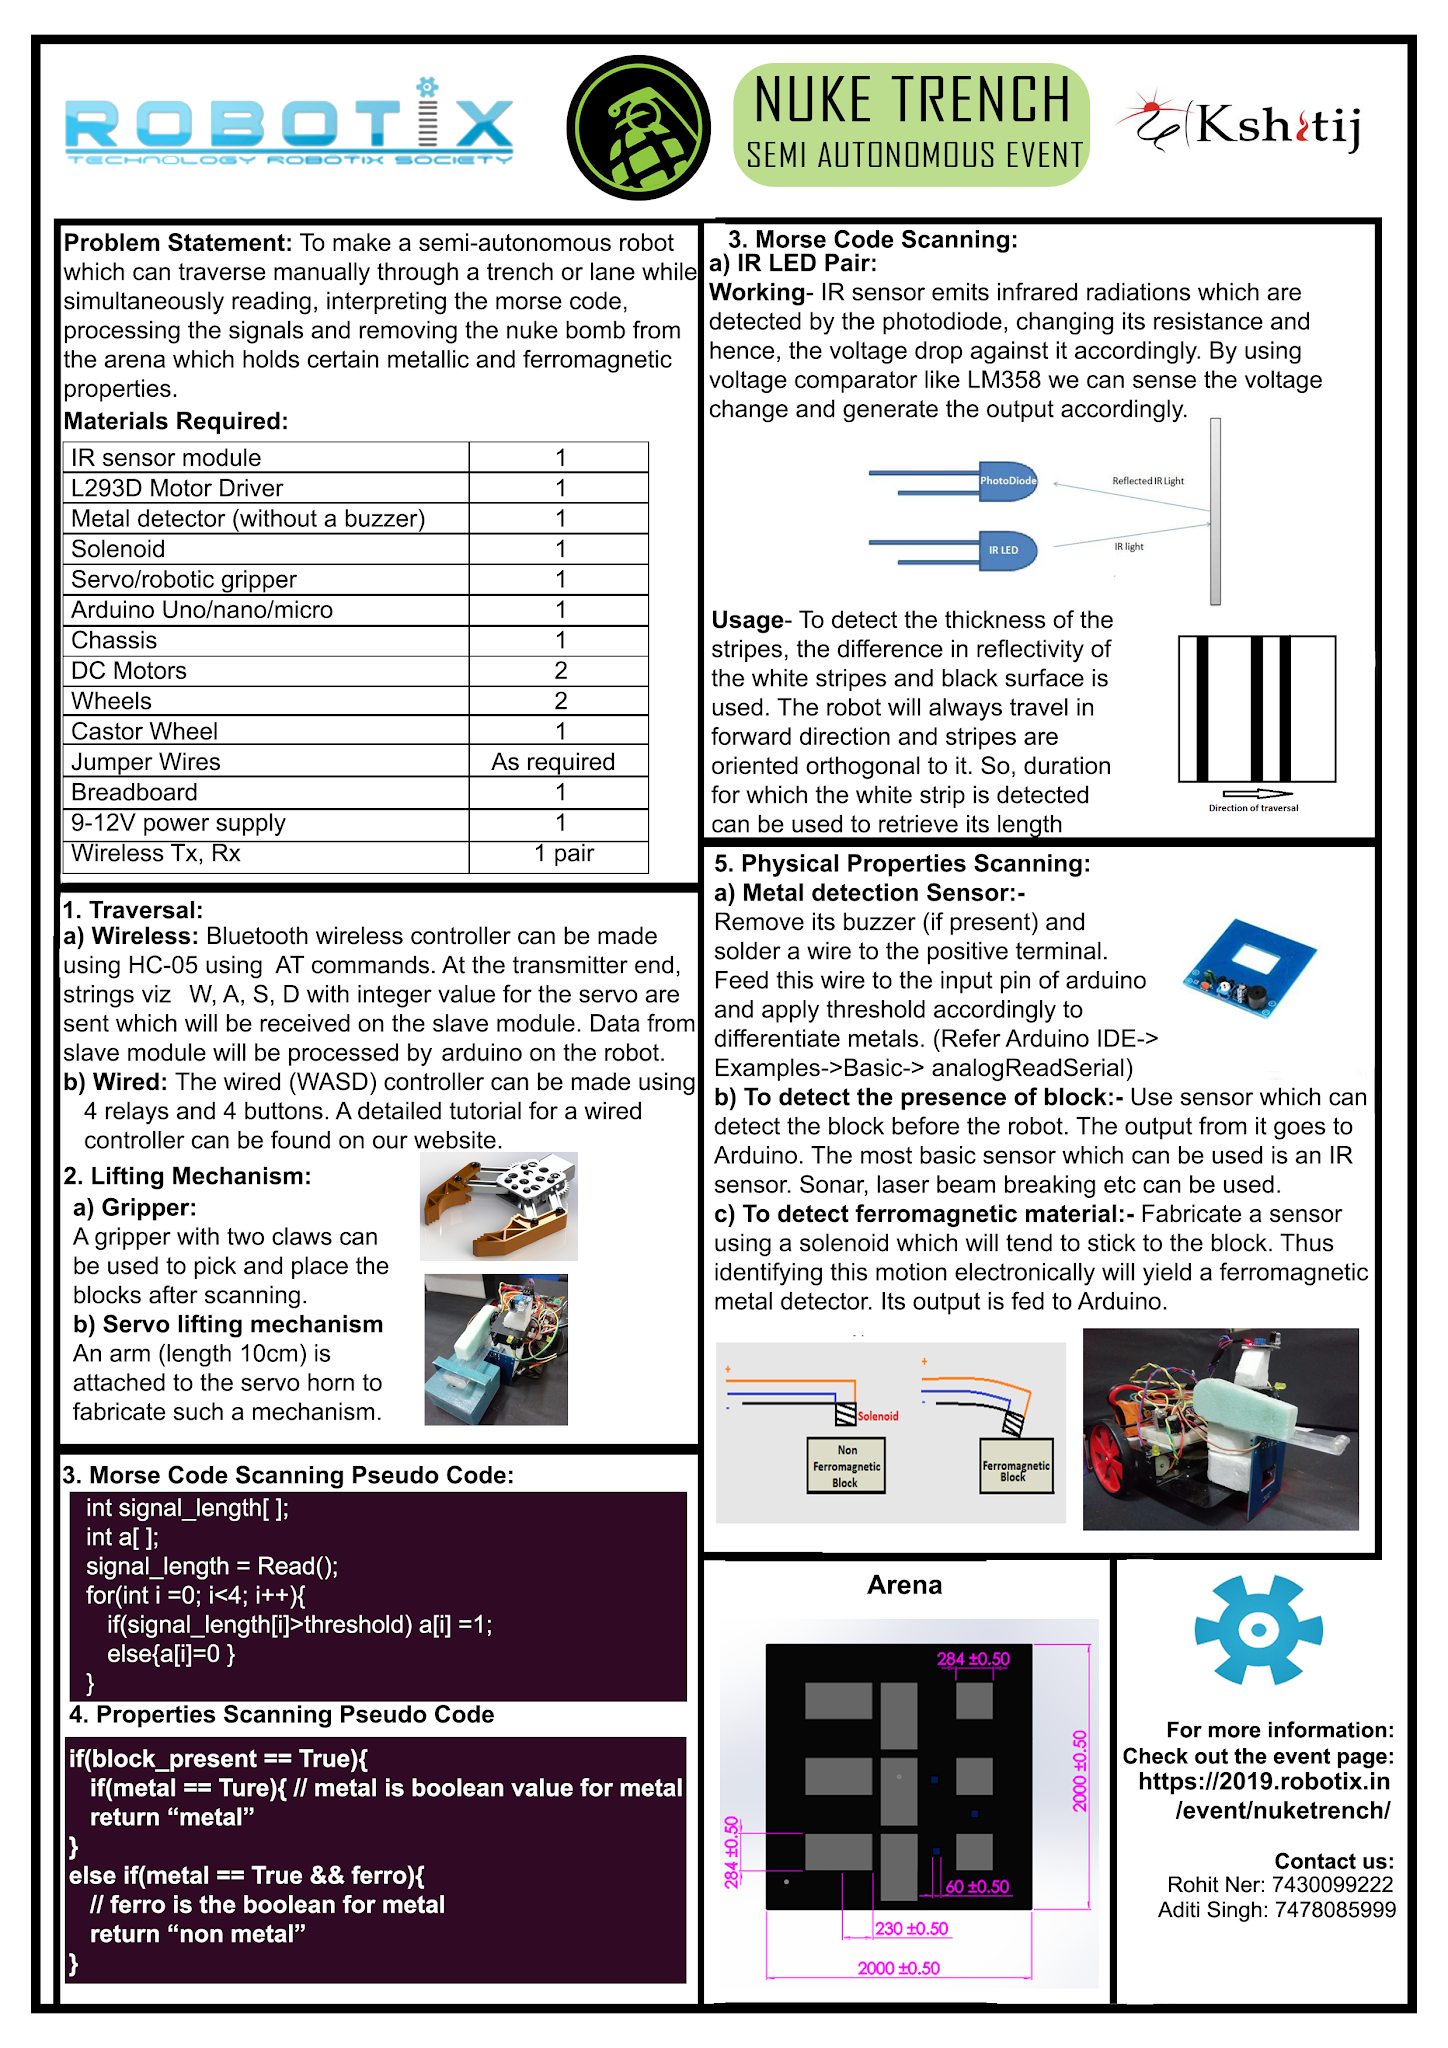 ROBOTIX
TECHNOLOGY ROBOTIX SOCIETY
NUKE TRENCH
SEMI AUTONOMOUS EVENT
Kshitij
Problem Statement: To make a semi-autonomous robot
which can traverse manually through a trench or lane while
simultaneously reading, interpreting the morse code,
processing the signals and removing the nuke bomb from
the arena which holds certain metallic and ferromagnetic
properties.
Materials Required:
IR sensor module 1
L293D Motor Driver 1
Metal detector (without a buzzer) 1
Solenoid 1
Servo/robotic gripper 1
Arduino Uno/nano/micro 1
Chassis 1
DC Motors 2
Wheels 2
Castor Wheel 1
Jumper Wires As required
Breadboard 1
9-12V power supply 1
Wireless Tx, Rx 1 pair
1. Traversal:
a) Wireless: Bluetooth wireless controller can be made
using HC-05 using AT commands. At the transmitter end,
strings viz W, A, S, D with integer value for the servo are
sent which will be received on the slave module. Data from
slave module will be processed by arduino on the robot.
b) Wired: The wired (WASD) controller can be made using
4 relays and 4 buttons. A detailed tutorial for a wired
controller can be found on our website.
2. Lifting Mechanism:
a) Gripper:
A gripper with two claws can
be used to pick and place the
blocks after scanning.
b) Servo lifting mechanism
An arm (length 10cm) is
attached to the servo horn to
fabricate such a mechanism.
3. Morse Code Scanning Pseudo Code:
int signal_length[ ];
int a[ ];
signal_length = Read();
for(int i =0; i<4; i++){
if(signal_length[i]>threshold) a[i] =1;
else{a[i]=0 }
}
4. Properties Scanning Pseudo Code
if(block_present == True){
if(metal == Ture){ // metal is boolean value for metal
return “metal”
}
else if(metal == True && ferro){
// ferro is the boolean for metal
return “non metal”
}
3. Morse Code Scanning:
a) IR LED Pair:
Working- IR sensor emits infrared radiations which are
detected by the photodiode, changing its resistance and
hence, the voltage drop against it accordingly. By using
voltage comparator like LM358 we can sense the voltage
change and generate the output accordingly.
PhotoDiode
Reflected IR Light
IR LED
IR light
Usage- To detect the thickness of the
stripes, the difference in reflectivity of
the white stripes and black surface is
used. The robot will always travel in
forward direction and stripes are
oriented orthogonal to it. So, duration
for which the white strip is detected
can be used to retrieve its length
Direction of traversal
5. Physical Properties Scanning:
a) Metal detection Sensor:-
Remove its buzzer (if present) and
solder a wire to the positive terminal.
Feed this wire to the input pin of arduino
and apply threshold accordingly to
differentiate metals. (Refer Arduino IDE->
Examples->Basic-> analogReadSerial)
b) To detect the presence of block:- Use sensor which can
detect the block before the robot. The output from it goes to
Arduino. The most basic sensor which can be used is an IR
sensor. Sonar, laser beam breaking etc can be used.
c) To detect ferromagnetic material:- Fabricate a sensor
using a solenoid which will tend to stick to the block. Thus
identifying this motion electronically will yield a ferromagnetic
metal detector. Its output is fed to Arduino.
+
-
Solenoid
Non
Ferromagnetic
Block
+
-
Ferromagnetic
Block
Arena
284 ±0.50
2000 ±0.50
284 ±0.50
60 ±0.50
230 ±0.50
2000 ±0.50
For more information:
Check out the event page:
https://2019.robotix.in
/event/nuketrench/
Contact us:
Rohit Ner: 7430099222
Aditi Singh: 7478085999